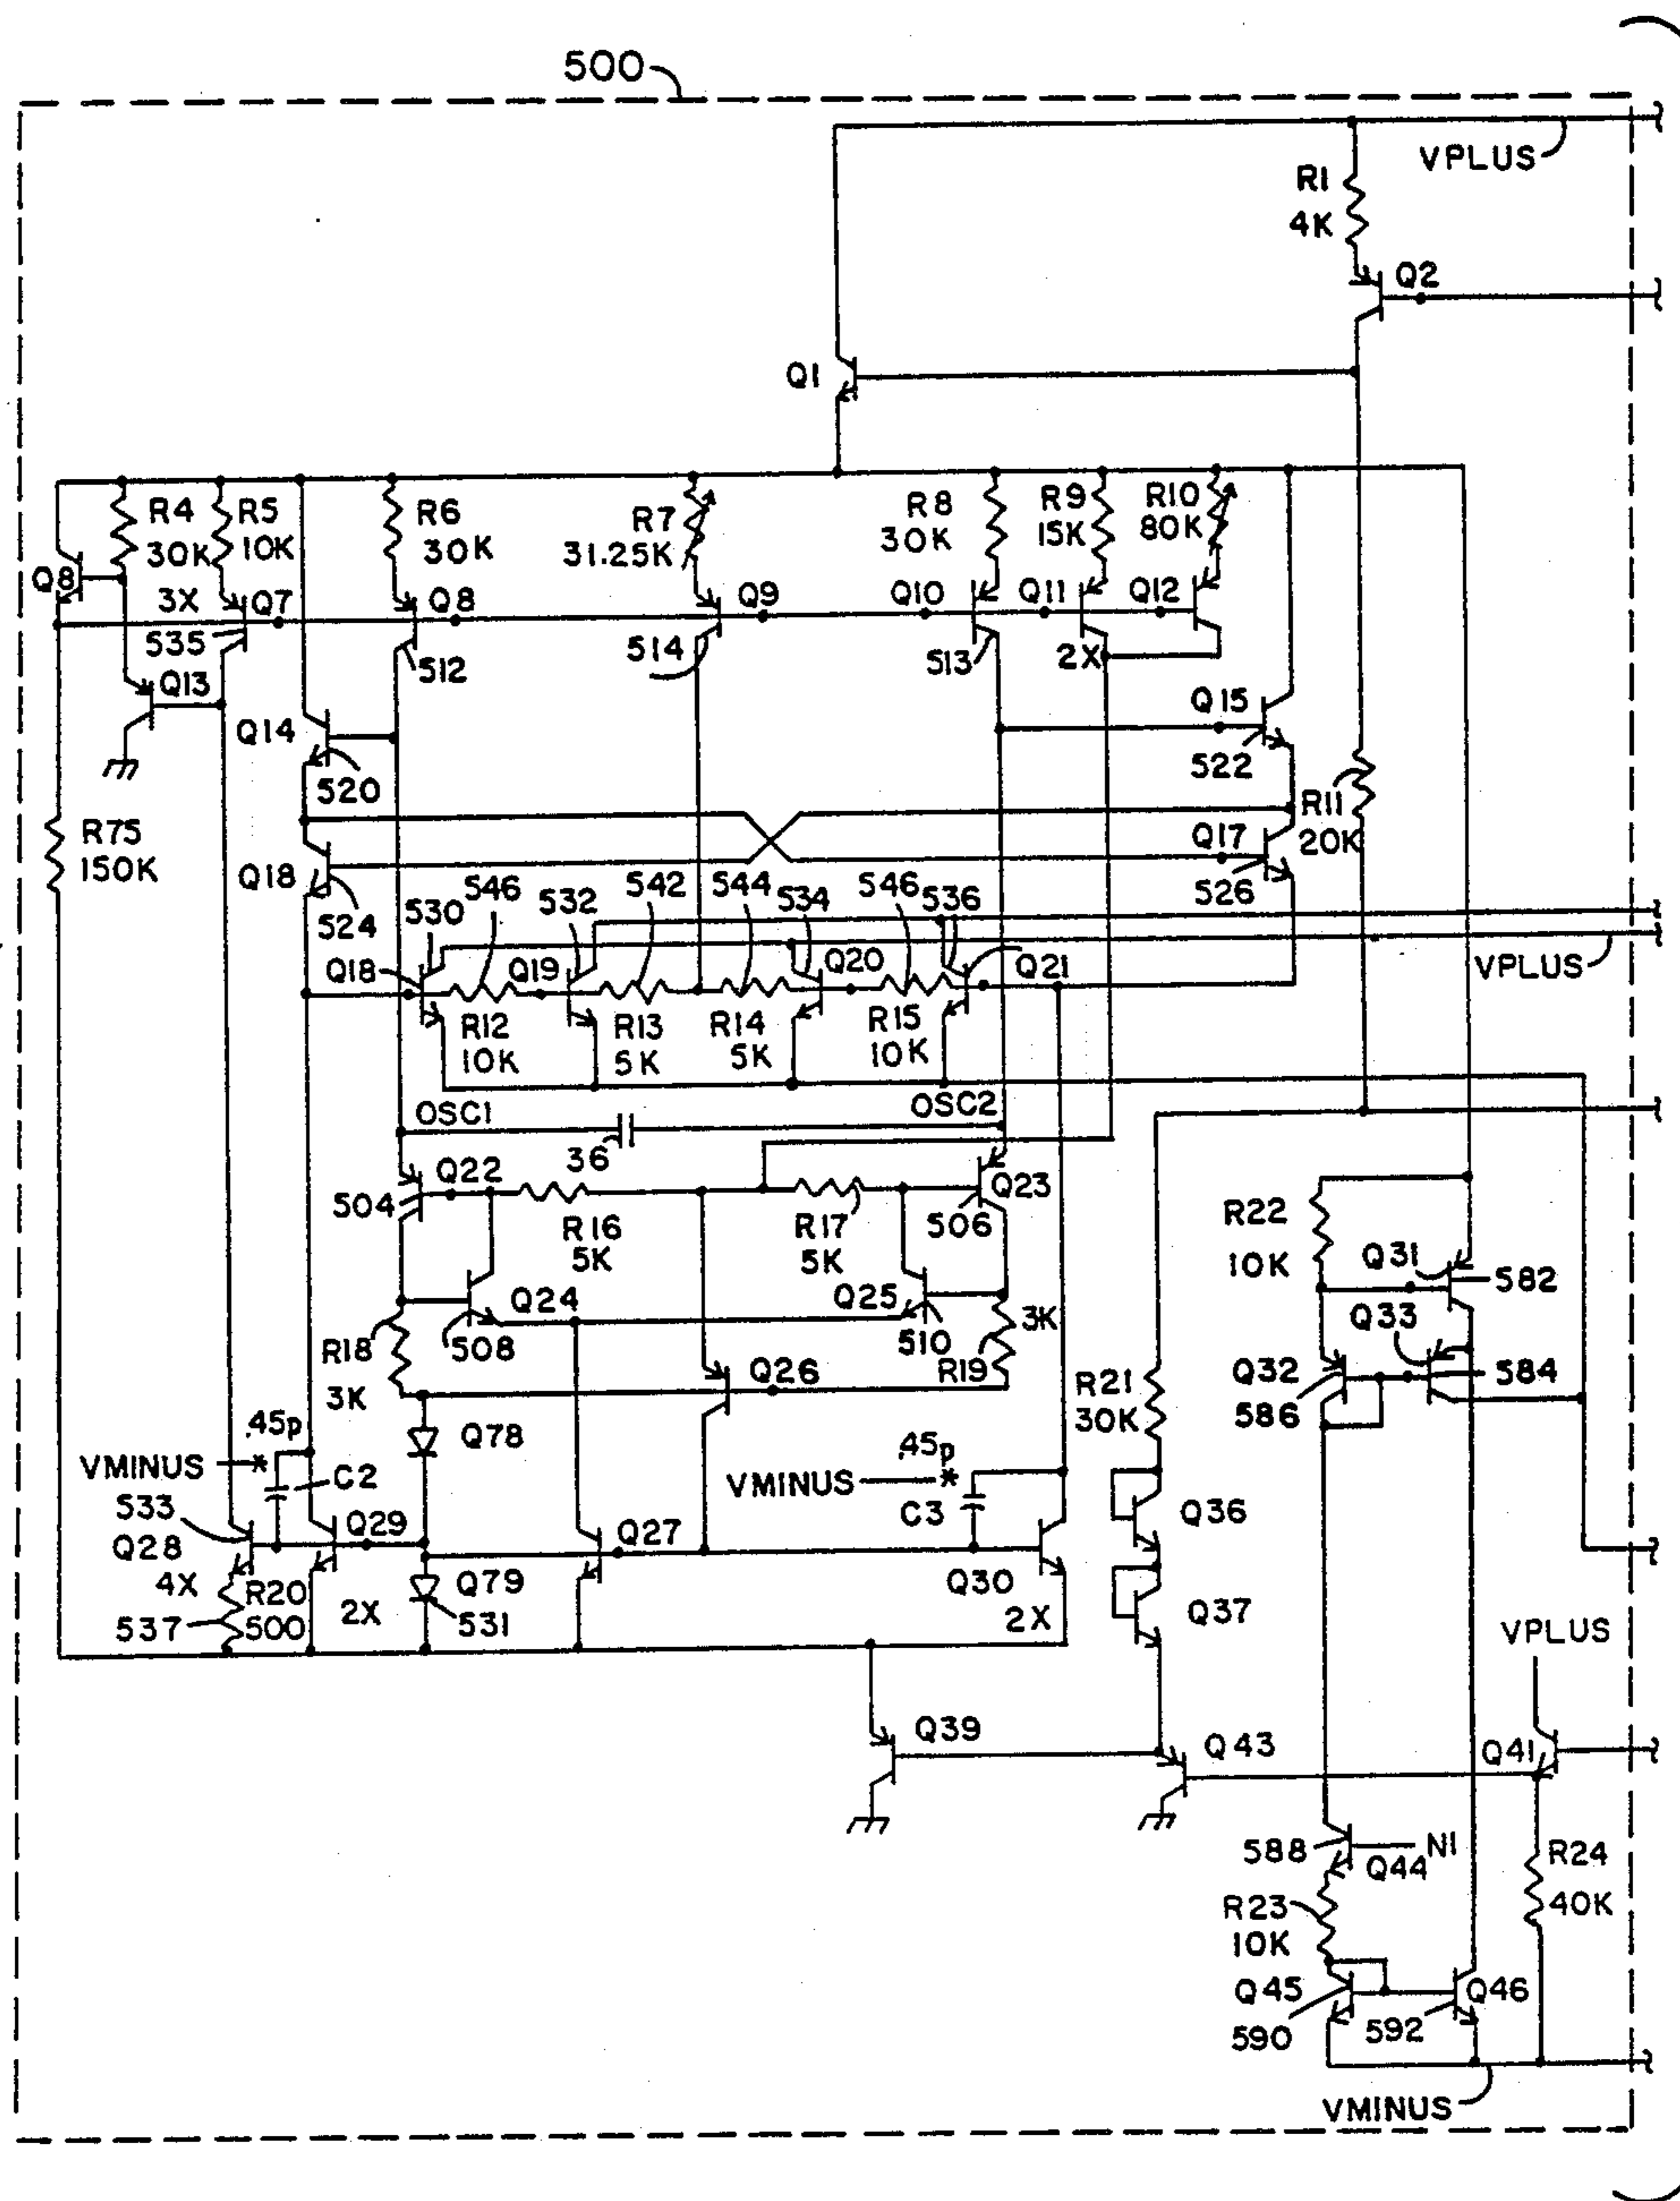 500
VPLUS
R1
4K
Q2
Q1
R4
30K
R5
10K
R6
30K
R7
31.25K
R8
30K
R9
15K
R10
80K
Q8
3X
Q7
535
Q8
512
Q9
514
Q10
513
Q11
2X
Q12
Q13
Q14
520
Q15
522
R11
20K
R75
150K
Q18
524
Q17
526
530
546
532
542
544
534
546
536
Q18
Q19
Q20
Q21
VPLUS
R12
10K
R13
5K
R14
5K
R15
10K
OSC1
OSC2
36
Q22
504
R16
5K
R17
5K
506
Q23
R22
10K
Q31
582
Q24
508
Q25
510
3K
R19
R18
3K
Q26
Q33
Q32
586
584
R21
30K
Q78
.45p
VMINUS
*
C2
.45p
VMINUS
*
C3
533
Q28
4X
Q29
Q27
Q36
R20
500
537
2X
Q79
531
Q30
2X
Q37
VPLUS
Q39
Q43
Q41
588
N1
Q44
R24
40K
R23
10K
Q45
590
592
Q46
VMINUS